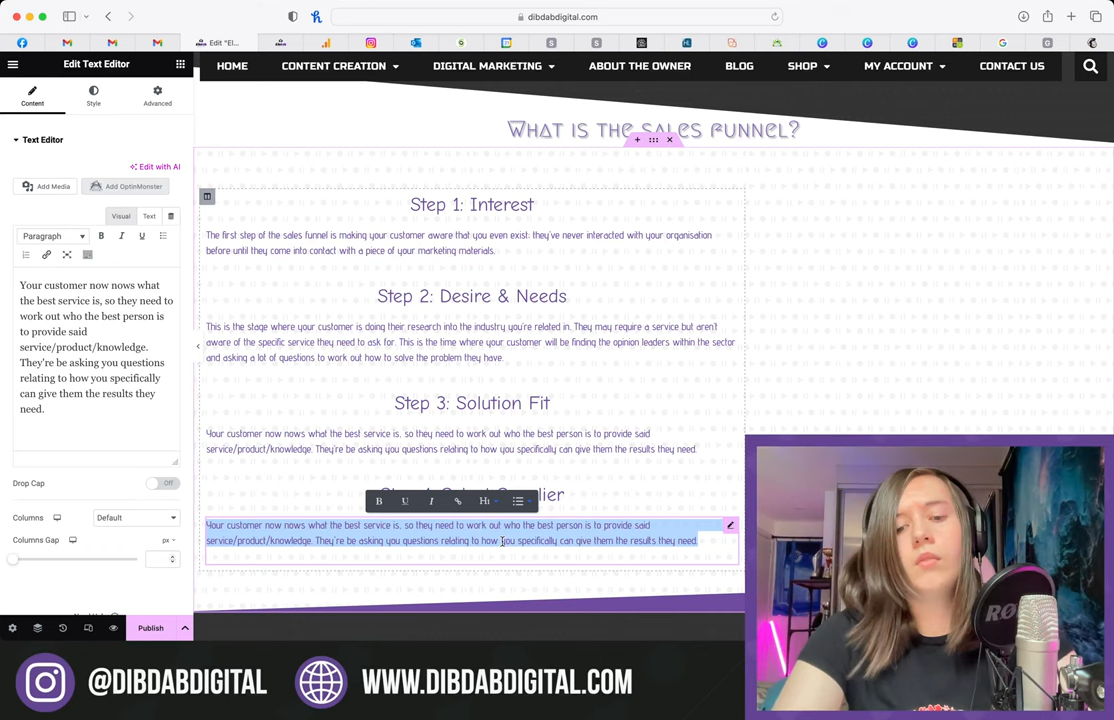 dibdabdigital.com
Edit "El...
Edit Text Editor
HOME
CONTENT CREATION
DIGITAL MARKETING
ABOUT THE OWNER
BLOG
SHOP
MY ACCOUNT
CONTACT US
Content
Style
Advanced
WHAT IS THE SALES FUNNEL?
Text Editor
Edit with AI
Add Media
Add OptinMonster
Visual
Text
Paragraph
B
I
U
Your customer now nows what
the best service is, so they need to
work out who the best person is
to provide said
service/product/knowledge.
They're be asking you questions
relating to how you specifically
can give them the results they
need.
Drop Cap
Off
Columns
Default
Columns Gap
px
Publish
Step 1: Interest
The first step of the sales funnel is making your customer aware that you even exist; they've never interacted with your organisation
before until they come into contact with a piece of your marketing materials.
Step 2: Desire & Needs
This is the stage where your customer is doing their research into the industry you're related in. They may require a service but aren't
aware of the specific service they need to ask for. This is the time where your customer will be finding the opinion leaders within the sector
and asking a lot of questions to work out how to solve the problem they have.
Step 3: Solution Fit
Your customer now nows what the best service is, so they need to work out who the best person is to provide said
service/product/knowledge. They're be asking you questions relating to how you specifically can give them the results they need.
B
U
I
H1
Your customer now nows what the best service is, so they need to work out who the best person is to provide said
service/product/knowledge. They're be asking you questions relating to how you specifically can give them the results they need.
RØ
@DIBDABDIGITAL
WWW.DIBDABDIGITAL.COM